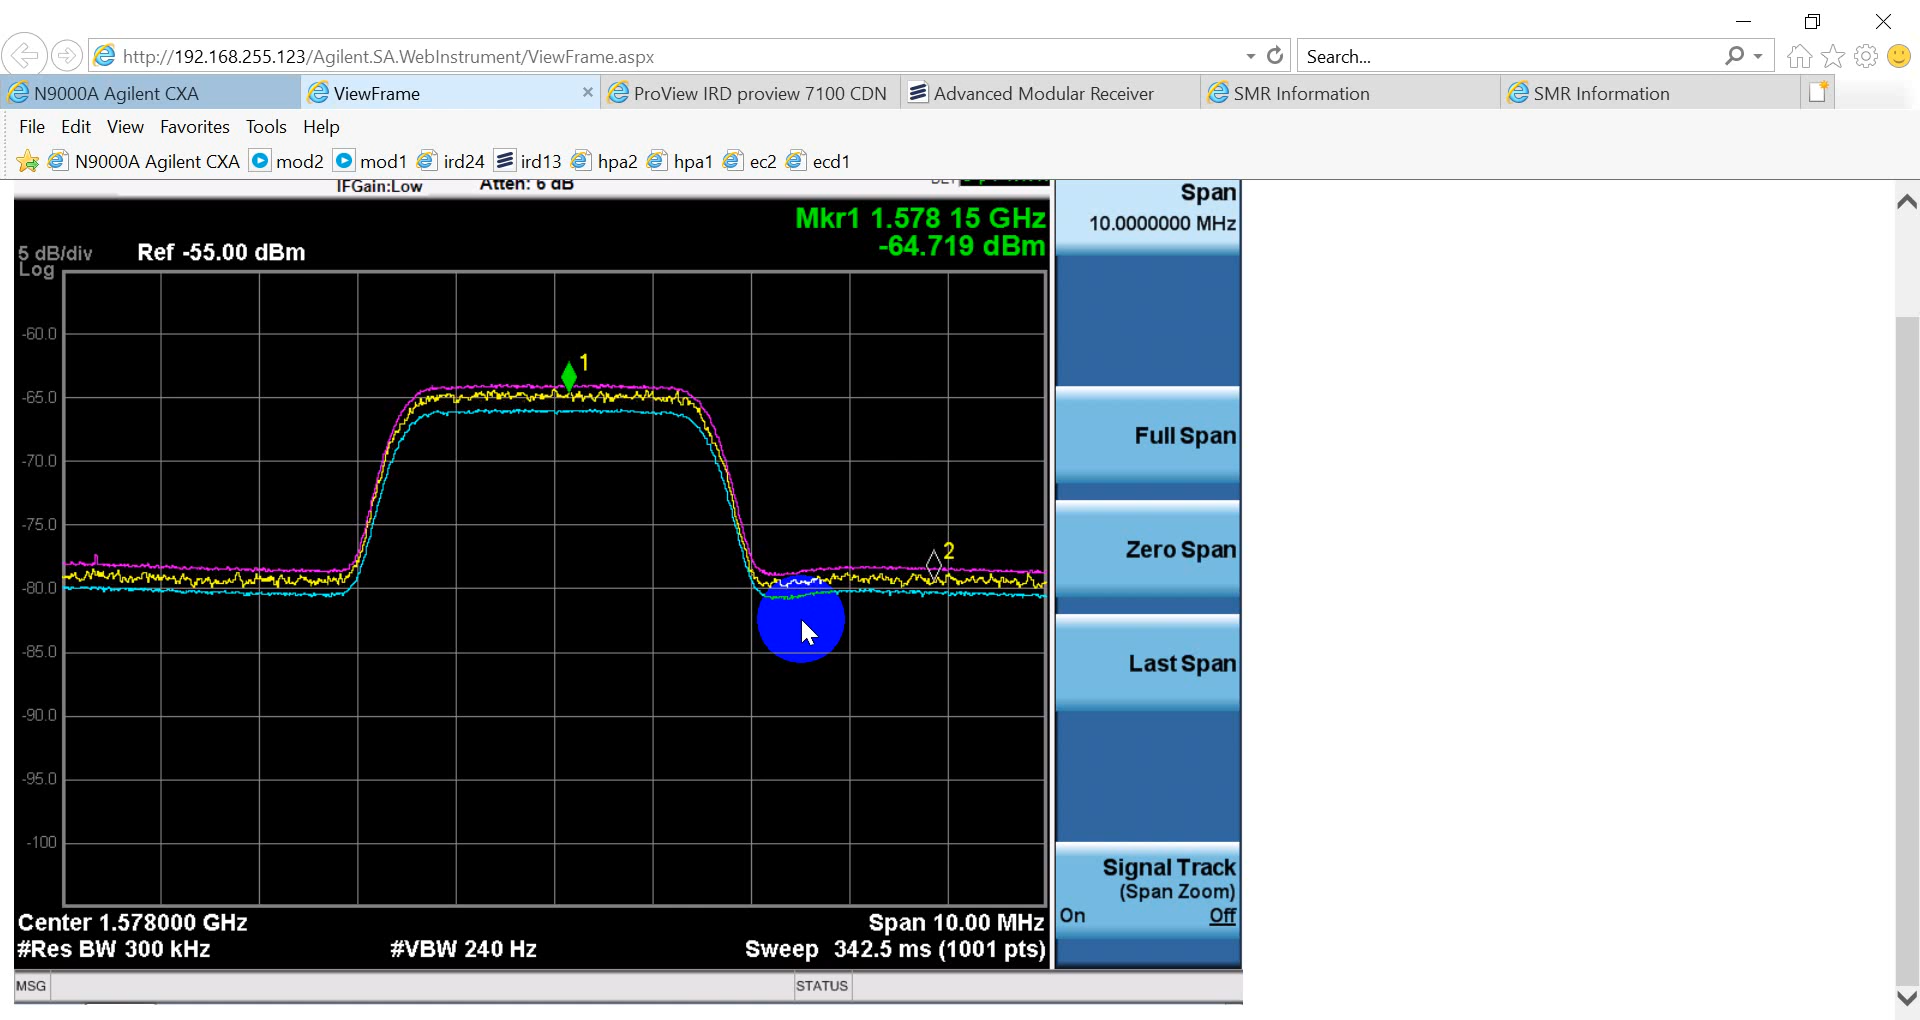 http://192.168.255.123/Agilent.SA.WebInstrument/ViewFrame.aspx
Search...
N9000A Agilent CXA
ViewFrame
ProView IRD proview 7100 CDN
Advanced Modular Receiver
SMR Information
SMR Information
File Edit View Favorites Tools Help
N9000A Agilent CXA mod2 mod1 ird24 ird13 hpa2 hpa1 ec2 ecd1
IFGain:Low
Atten: 6 dB
Mkr1 1.578 15 GHz
-64.719 dBm
5 dB/div
Log
Ref -55.00 dBm
-60.0
-65.0
-70.0
-75.0
-80.0
-85.0
-90.0
-95.0
-100
1
2
Center 1.578000 GHz
Span 10.00 MHz
#Res BW 300 kHz
#VBW 240 Hz
Sweep 342.5 ms (1001 pts)
Span
10.0000000 MHz
Full Span
Zero Span
Last Span
Signal Track
(Span Zoom)
On Off
MSG
STATUS